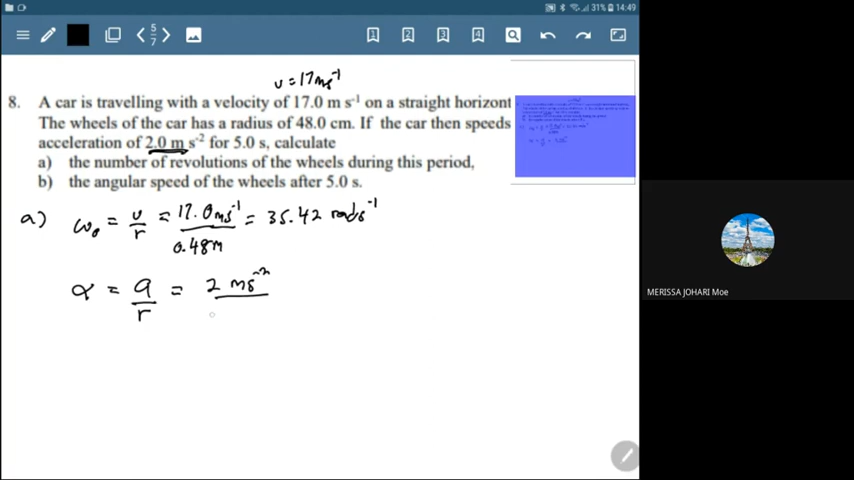 31% 14:49
5
7
1 2 3 4
u = 17ms⁻¹
8. A car is travelling with a velocity of 17.0 m s⁻¹ on a straight horizont
The wheels of the car has a radius of 48.0 cm. If the car then speeds
acceleration of 2.0 m s⁻² for 5.0 s, calculate
a) the number of revolutions of the wheels during this period,
b) the angular speed of the wheels after 5.0 s.
a) ω₀ = u/r = 17.0ms⁻¹/0.48m = 35.42 rads⁻¹
α = a/r = 2 ms⁻²
MERISSA JOHARI Moe